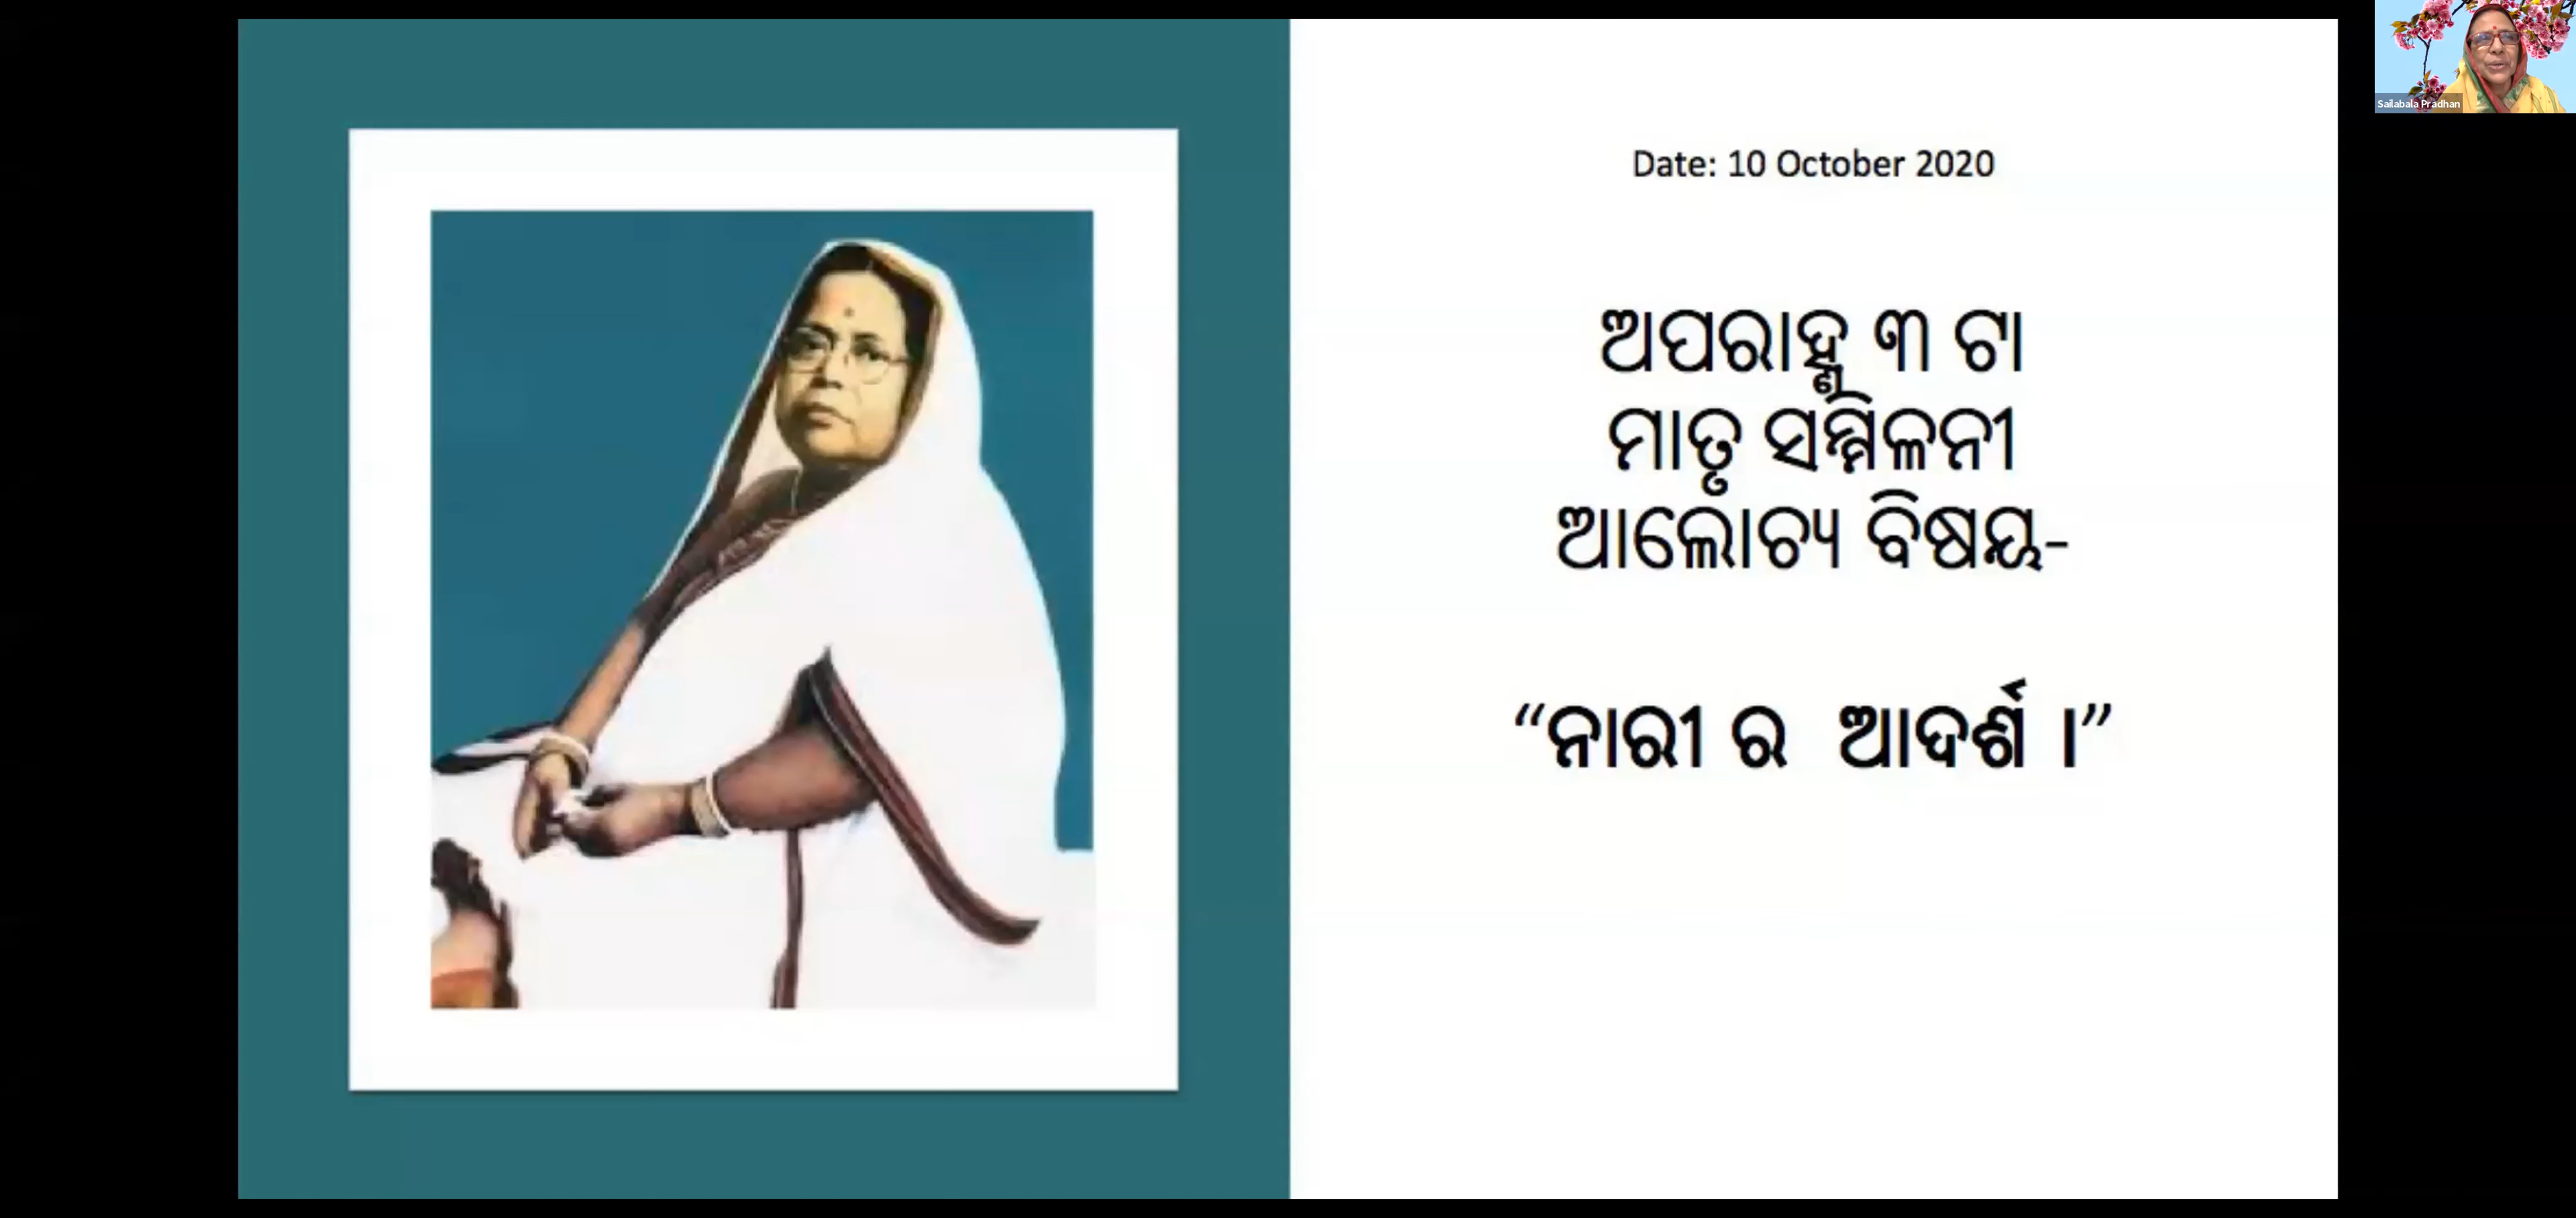 Date: 10 October 2020
ଅପରାହ୍ଣ ୩ ଟା
ମାତୃ ସମ୍ମିଳନୀ
ଆଲୋଚ୍ୟ ବିଷୟ-
“ନାରୀ ର ଆଦର୍ଶ ।”
Sailabala Pradhan